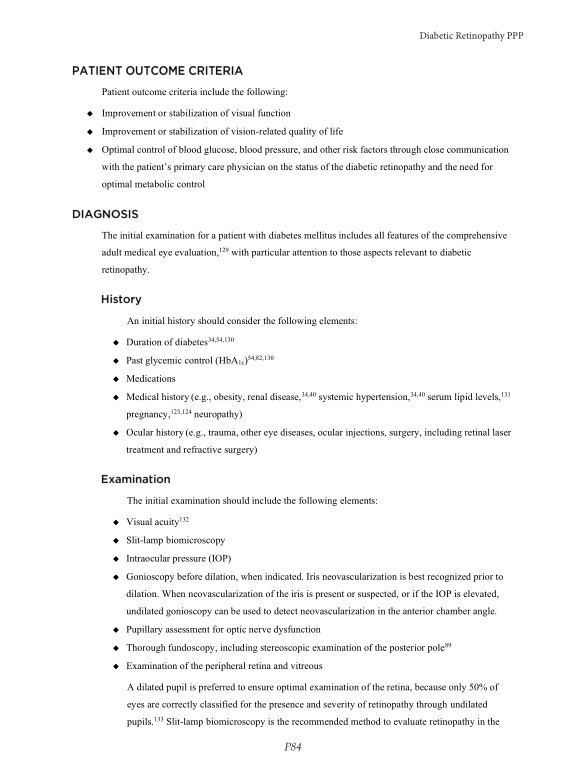 Diabetic Retinopathy PPP
PATIENT OUTCOME CRITERIA
Patient outcome criteria include the following:
◆ Improvement or stabilization of visual function
◆ Improvement or stabilization of vision-related quality of life
◆ Optimal control of blood glucose, blood pressure, and other risk factors through close communication
with the patient's primary care physician on the status of the diabetic retinopathy and the need for
optimal metabolic control
DIAGNOSIS
The initial examination for a patient with diabetes mellitus includes all features of the comprehensive
adult medical eye evaluation,129 with particular attention to those aspects relevant to diabetic
retinopathy.
History
An initial history should consider the following elements:
◆ Duration of diabetes34,54,130
◆ Past glycemic control (HbA1c)54,82,130
◆ Medications
◆ Medical history (e.g., obesity, renal disease,34,40 systemic hypertension,34,40 serum lipid levels,131
pregnancy,123,124 neuropathy)
◆ Ocular history (e.g., trauma, other eye diseases, ocular injections, surgery, including retinal laser
treatment and refractive surgery)
Examination
The initial examination should include the following elements:
◆ Visual acuity132
◆ Slit-lamp biomicroscopy
◆ Intraocular pressure (IOP)
◆ Gonioscopy before dilation, when indicated. Iris neovascularization is best recognized prior to
dilation. When neovascularization of the iris is present or suspected, or if the IOP is elevated,
undilated gonioscopy can be used to detect neovascularization in the anterior chamber angle.
◆ Pupillary assessment for optic nerve dysfunction
◆ Thorough fundoscopy, including stereoscopic examination of the posterior pole89
◆ Examination of the peripheral retina and vitreous
A dilated pupil is preferred to ensure optimal examination of the retina, because only 50% of
eyes are correctly classified for the presence and severity of retinopathy through undilated
pupils.133 Slit-lamp biomicroscopy is the recommended method to evaluate retinopathy in the
P84